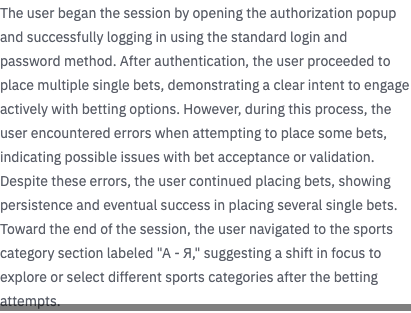 The user began the session by opening the authorization popup
and successfully logging in using the standard login and
password method. After authentication, the user proceeded to
place multiple single bets, demonstrating a clear intent to engage
actively with betting options. However, during this process, the
user encountered errors when attempting to place some bets,
indicating possible issues with bet acceptance or validation.
Despite these errors, the user continued placing bets, showing
persistence and eventual success in placing several single bets.
Toward the end of the session, the user navigated to the sports
category section labeled "А - Я," suggesting a shift in focus to
explore or select different sports categories after the betting
attempts.